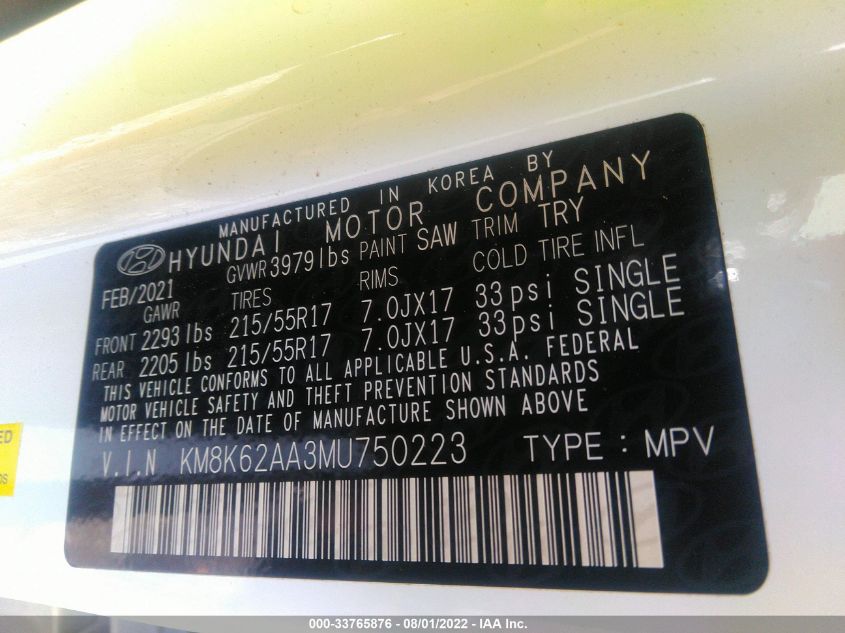 MANUFACTURED IN KOREA BY
HYUNDAI MOTOR COMPANY
FEB/2021 GVWR 3979 lbs PAINT SAW TRIM TRY
GAWR TIRES RIMS COLD TIRE INFL
FRONT 2293 lbs 215/55R17 7.0JX17 33 psi SINGLE
REAR 2205 lbs 215/55R17 7.0JX17 33 psi SINGLE
THIS VEHICLE CONFORMS TO ALL APPLICABLE U.S.A. FEDERAL
MOTOR VEHICLE SAFETY AND THEFT PREVENTION STANDARDS
IN EFFECT ON THE DATE OF MANUFACTURE SHOWN ABOVE
V.I.N KM8K62AA3MU750223 TYPE : MPV
000-33765876 - 08/01/2022 - IAA Inc.